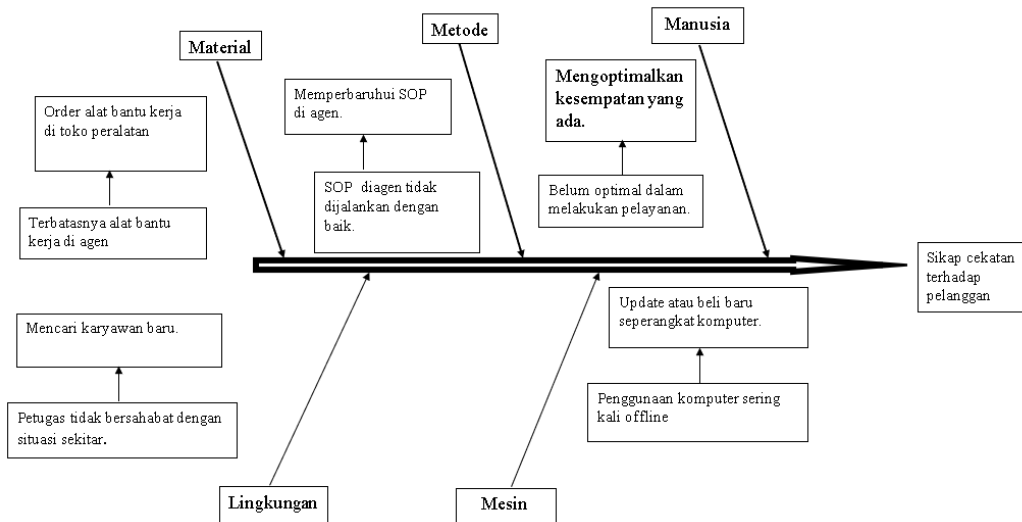 Material
Metode
Manusia
Order alat bantu kerja
di toko peralatan
Memperbaruhui SOP
di agen.
Mengoptimalkan
kesempatan yang
ada.
Terbatasnya alat bantu
kerja di agen
SOP diagen tidak
dijalankan dengan
baik.
Belum optimal dalam
melakukan pelayanan.
Sikap cekatan
terhadap
pelanggan
Mencari karyawan baru.
Update atau beli baru
seperangkat komputer.
Petugas tidak bersahabat dengan
situasi sekitar.
Penggunaan komputer sering
kali offline
Lingkungan
Mesin